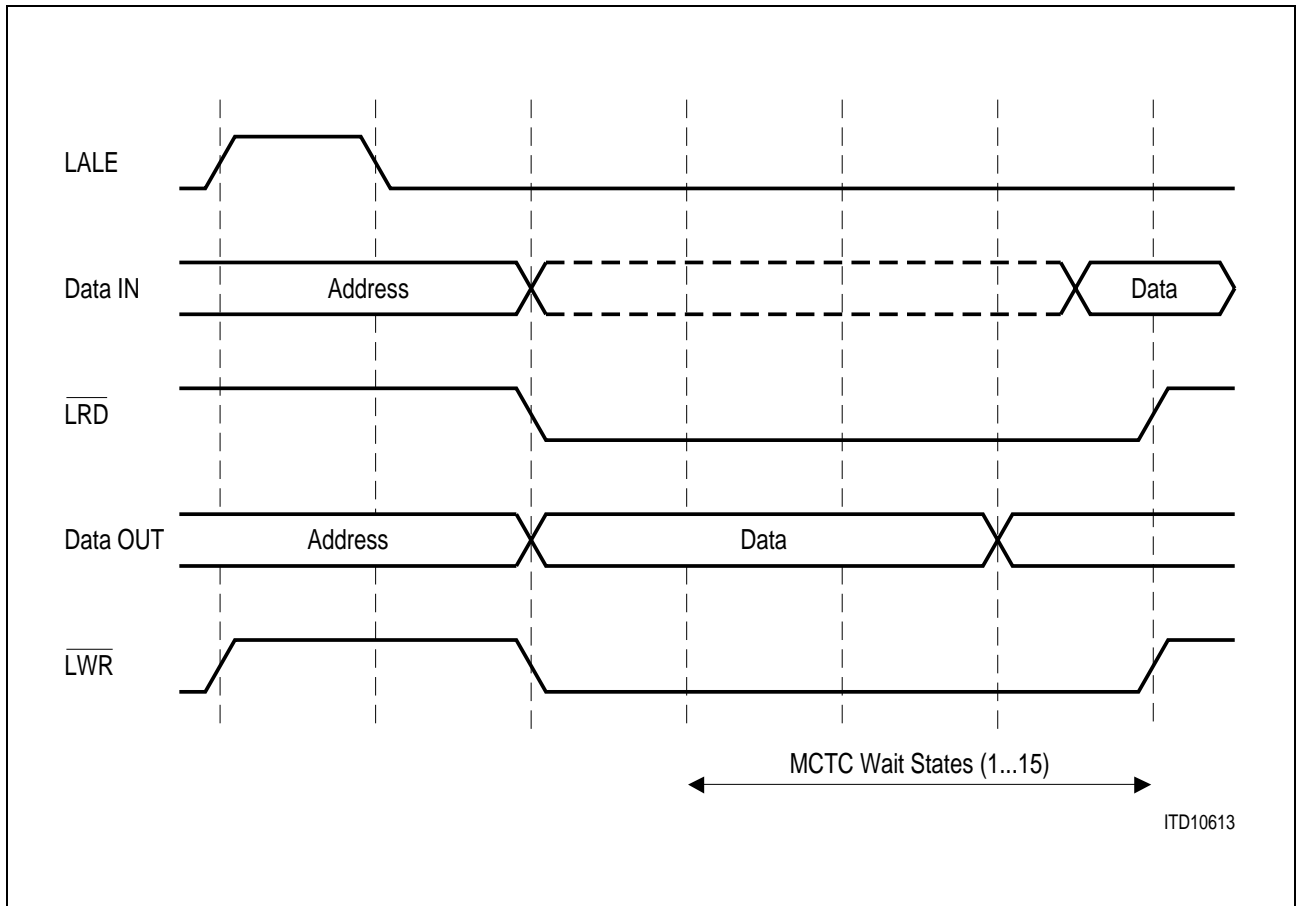 LALE
Data IN
Address
Data
LRD
Data OUT
Address
Data
LWR
MCTC Wait States (1...15)
ITD10613